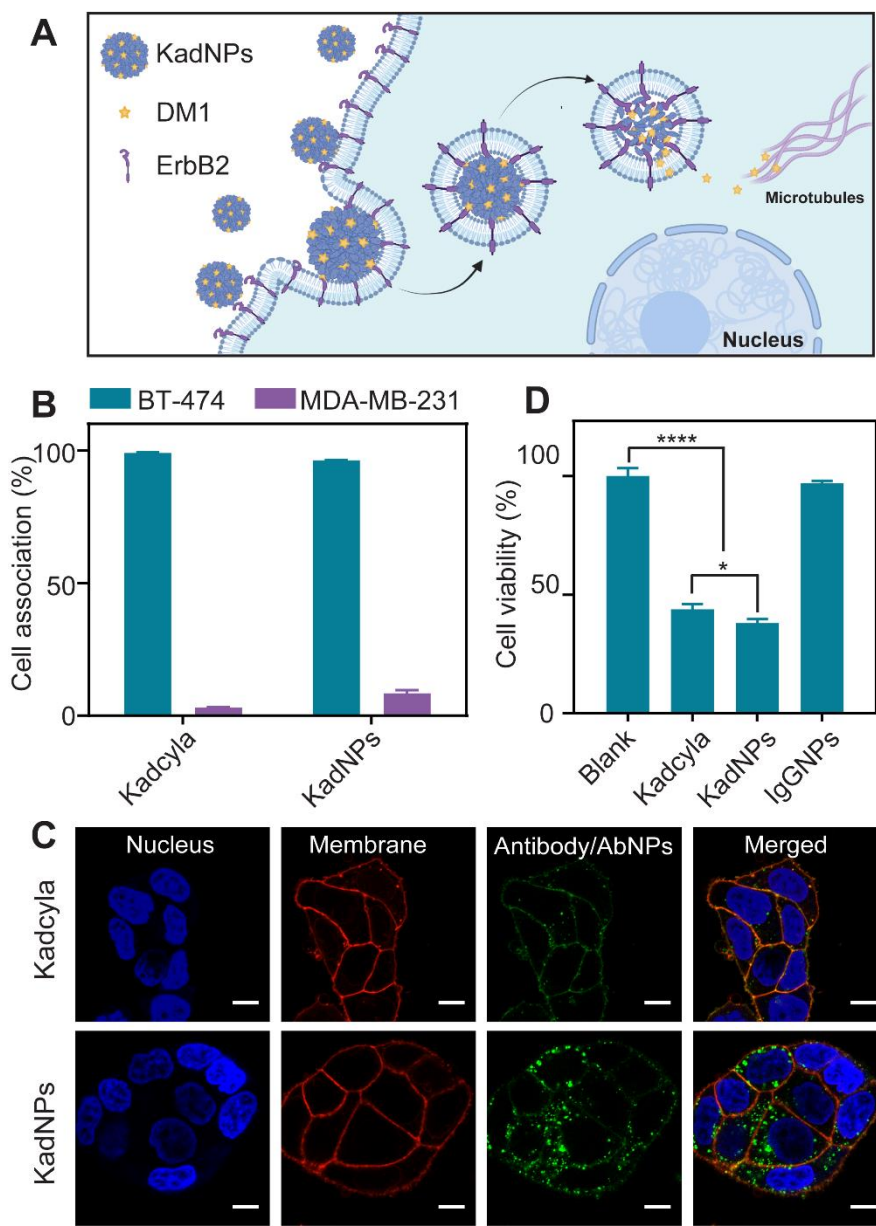 A
KadNPs
DM1
ErbB2
Microtubules
Nucleus
B
BT-474
MDA-MB-231
Cell association (%)
100
50
0
Kadcyla
KadNPs
D
****
*
Cell viability (%)
100
50
0
Blank
Kadcyla
KadNPs
IgGNPs
C
Nucleus
Membrane
Antibody/AbNPs
Merged
Kadcyla
KadNPs